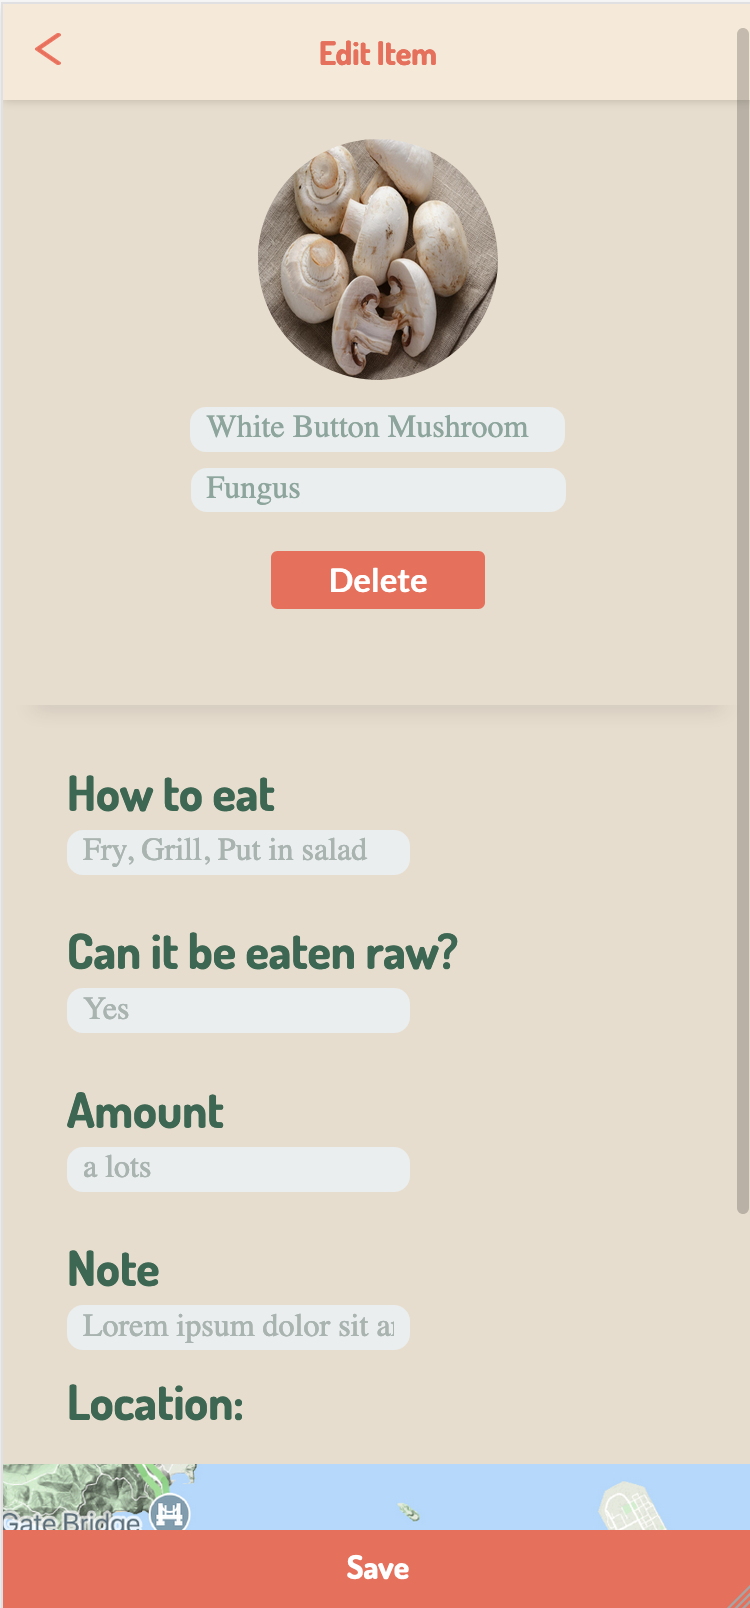 Edit Item
White Button Mushroom
Fungus
Delete
How to eat
Fry, Grill, Put in salad
Can it be eaten raw?
Yes
Amount
a lots
Note
Lorem ipsum dolor sit a
Location:
Gate Bridge
Save